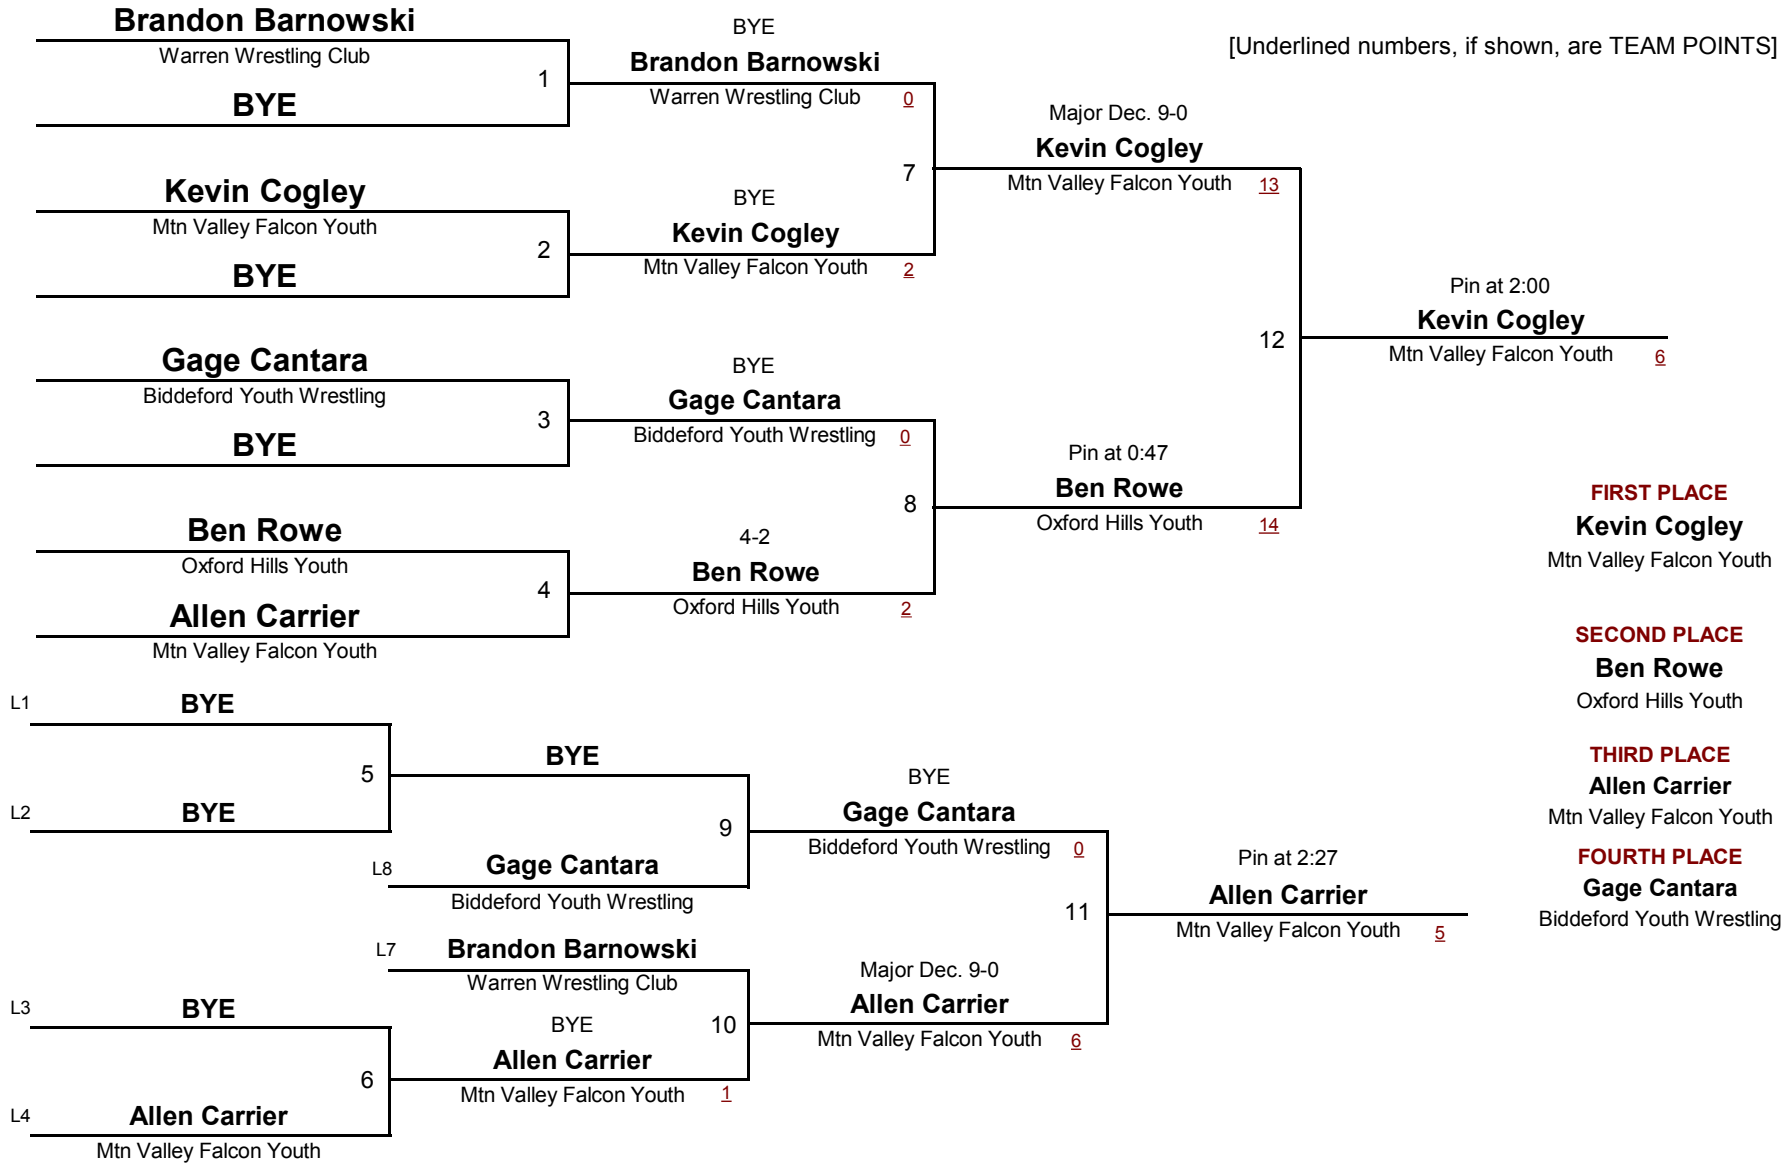 [Underlined numbers, if shown, are TEAM POINTS]
Brandon Barnowski
Warren Wrestling Club
1
BYE
Kevin Cogley
Mtn Valley Falcon Youth
2
BYE
Gage Cantara
Biddeford Youth Wrestling
3
BYE
Ben Rowe
Oxford Hills Youth
4
Allen Carrier
Mtn Valley Falcon Youth
BYE
Brandon Barnowski
Warren Wrestling Club 0
7
BYE
Kevin Cogley
Mtn Valley Falcon Youth 2
BYE
Gage Cantara
Biddeford Youth Wrestling 0
8
4-2
Ben Rowe
Oxford Hills Youth 2
Major Dec. 9-0
Kevin Cogley
Mtn Valley Falcon Youth 13
12
Pin at 0:47
Ben Rowe
Oxford Hills Youth 14
Pin at 2:00
Kevin Cogley
Mtn Valley Falcon Youth 6
FIRST PLACE
Kevin Cogley
Mtn Valley Falcon Youth
SECOND PLACE
Ben Rowe
Oxford Hills Youth
THIRD PLACE
Allen Carrier
Mtn Valley Falcon Youth
FOURTH PLACE
Gage Cantara
Biddeford Youth Wrestling
L1 BYE
5
L2 BYE
L3 BYE
6
L4 Allen Carrier
Mtn Valley Falcon Youth
BYE
9
L8 Gage Cantara
Biddeford Youth Wrestling
L7 Brandon Barnowski
Warren Wrestling Club
10
BYE
Allen Carrier
Mtn Valley Falcon Youth 1
BYE
Gage Cantara
Biddeford Youth Wrestling 0
11
Major Dec. 9-0
Allen Carrier
Mtn Valley Falcon Youth 6
Pin at 2:27
Allen Carrier
Mtn Valley Falcon Youth 5